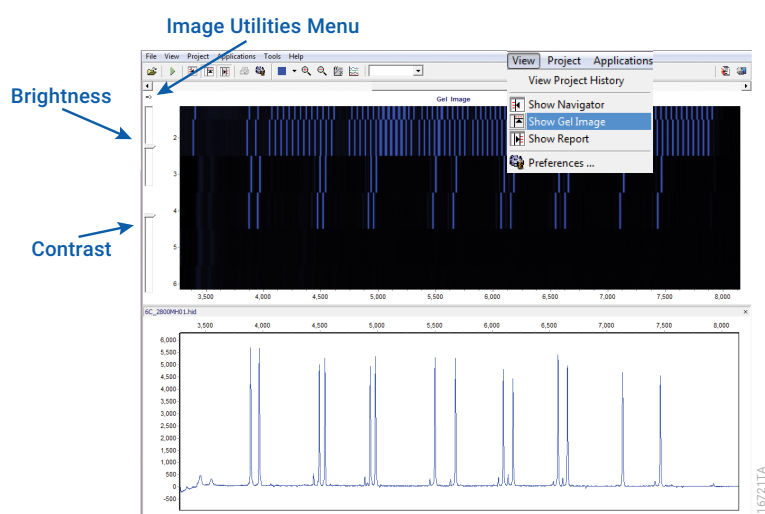 Image Utilities Menu
Brightness
Contrast
File View Project Applications Tools Help
View Project Applications
View Project History
Show Navigator
Show Gel Image
Show Report
Preferences ...
Gel Image
2
3
4
5
6
3,500 4,000 4,500 5,000 5,500 6,000 6,500 7,000 7,500 8,000
6C_2800MH01.hid
3,500 4,000 4,500 5,000 5,500 6,000 6,500 7,000 7,500 8,000
6,000
5,500
5,000
4,500
4,000
3,500
3,000
2,500
2,000
1,500
1,000
500
0
-500
16721TA